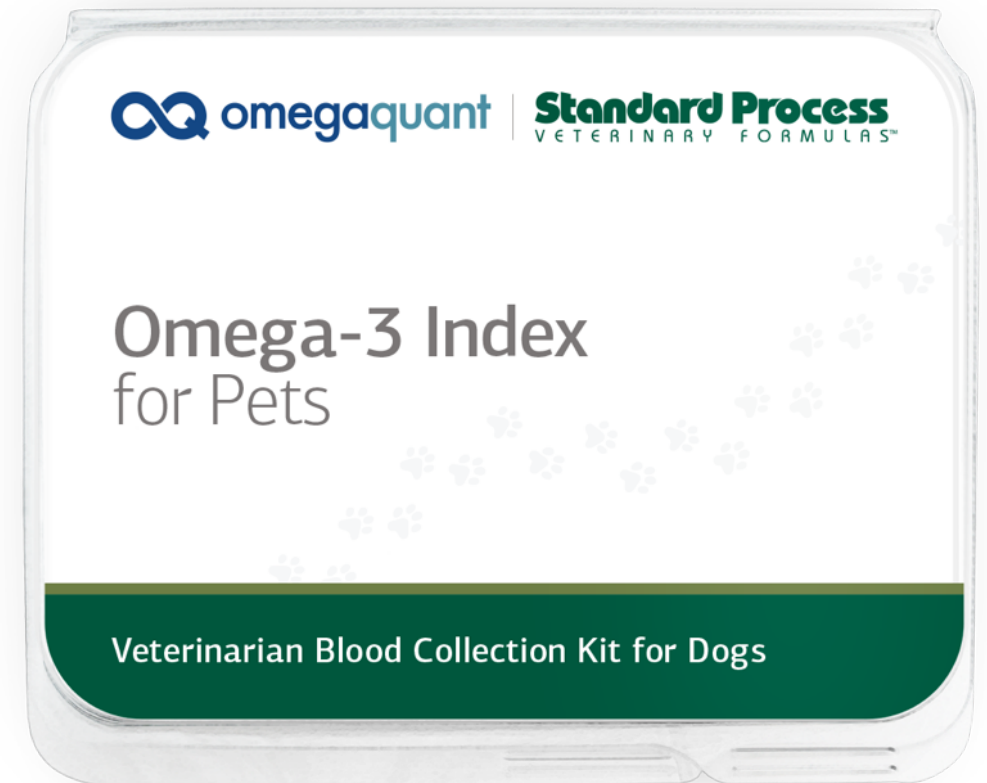 omegaquant
Standard Process
VETERINARY FORMULAS™
Omega-3 Index
for Pets
Veterinarian Blood Collection Kit for Dogs